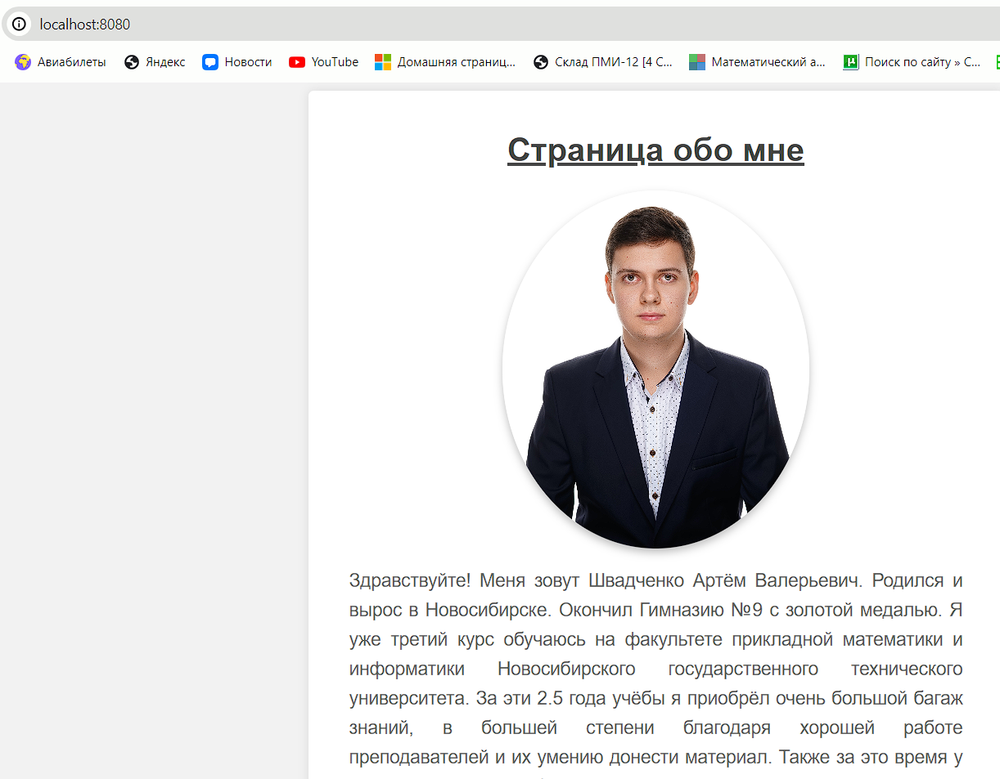 localhost:8080
Авиабилеты Яндекс Новости YouTube Домашняя страниц... Склад ПМИ-12 [4 С... Математический а... Поиск по сайту » С...
Страница обо мне
Здравствуйте! Меня зовут Швадченко Артём Валерьевич. Родился и
вырос в Новосибирске. Окончил Гимназию №9 с золотой медалью. Я
уже третий курс обучаюсь на факультете прикладной математики и
информатики Новосибирского государственного технического
университета. За эти 2.5 года учёбы я приобрёл очень большой багаж
знаний, в большей степени благодаря хорошей работе
преподавателей и их умению донести материал. Также за это время у